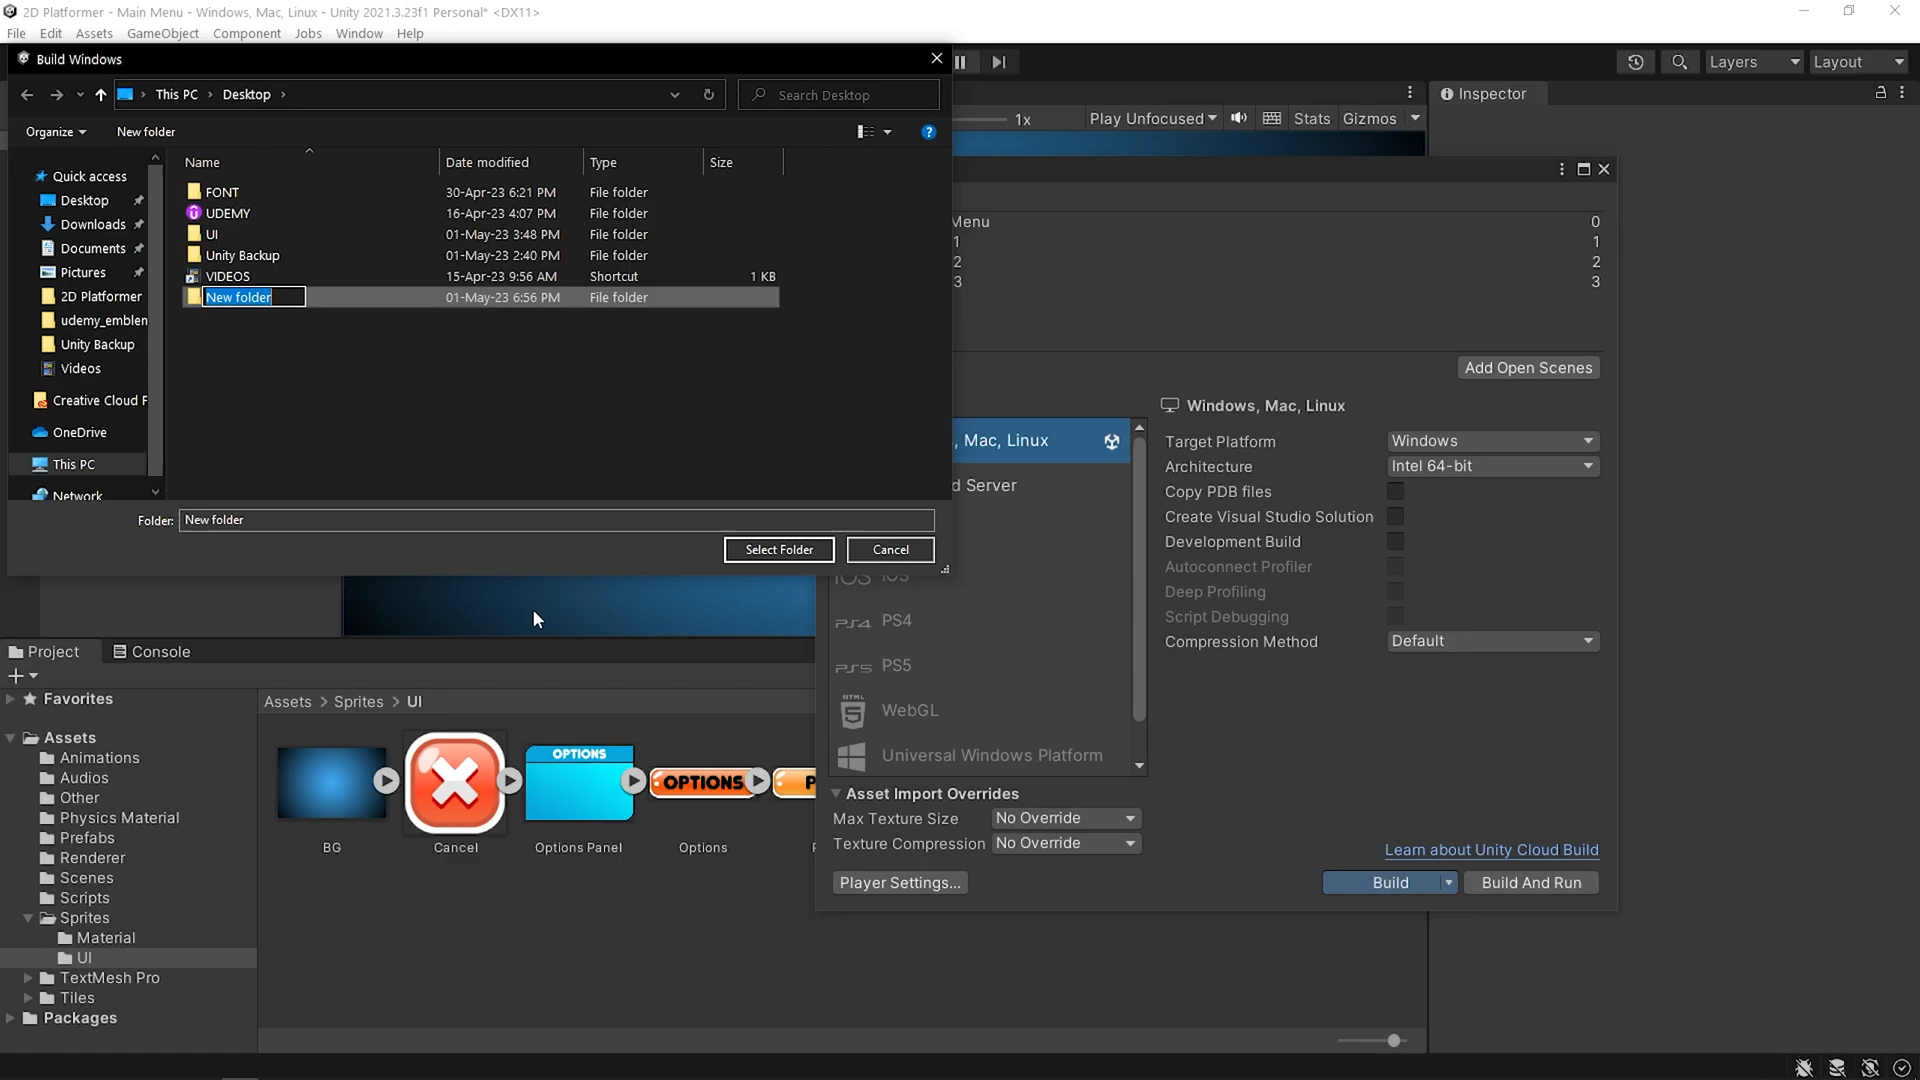 2D Platformer - Main Menu - Windows, Mac, Linux - Unity 2021.3.23f1 Personal* <DX11>
File Edit Assets GameObject Component Jobs Window Help
Build Windows
Layers Layout
This PC > Desktop >
Search Desktop
Inspector
Organize New folder
1x Play Unfocused Stats Gizmos
Name Date modified Type Size
Quick access
Desktop
Downloads
Documents
Pictures
2D Platformer
udemy_emblen
Unity Backup
Videos
Creative Cloud F
OneDrive
This PC
Network
FONT 30-Apr-23 6:21 PM File folder
UDEMY 16-Apr-23 4:07 PM File folder
UI 01-May-23 3:48 PM File folder
Unity Backup 01-May-23 2:40 PM File folder
VIDEOS 15-Apr-23 9:56 AM Shortcut 1 KB
New folder 01-May-23 6:56 PM File folder
Folder: New folder
Select Folder Cancel
Menu 0
1 1
2 2
3 3
Add Open Scenes
, Mac, Linux
d Server
iOS iOS
PS4 PS4
PS5 PS5
HTML 5 WebGL
Universal Windows Platform
Windows, Mac, Linux
Target Platform Windows
Architecture Intel 64-bit
Copy PDB files
Create Visual Studio Solution
Development Build
Autoconnect Profiler
Deep Profiling
Script Debugging
Compression Method Default
Asset Import Overrides
Max Texture Size No Override
Texture Compression No Override
Learn about Unity Cloud Build
Player Settings... Build Build And Run
Project Console
Favorites
Assets
Animations
Audios
Other
Physics Material
Prefabs
Renderer
Scenes
Scripts
Sprites
Material
UI
TextMesh Pro
Tiles
Packages
Assets > Sprites > UI
OPTIONS
OPTIONS
P
BG Cancel Options Panel Options